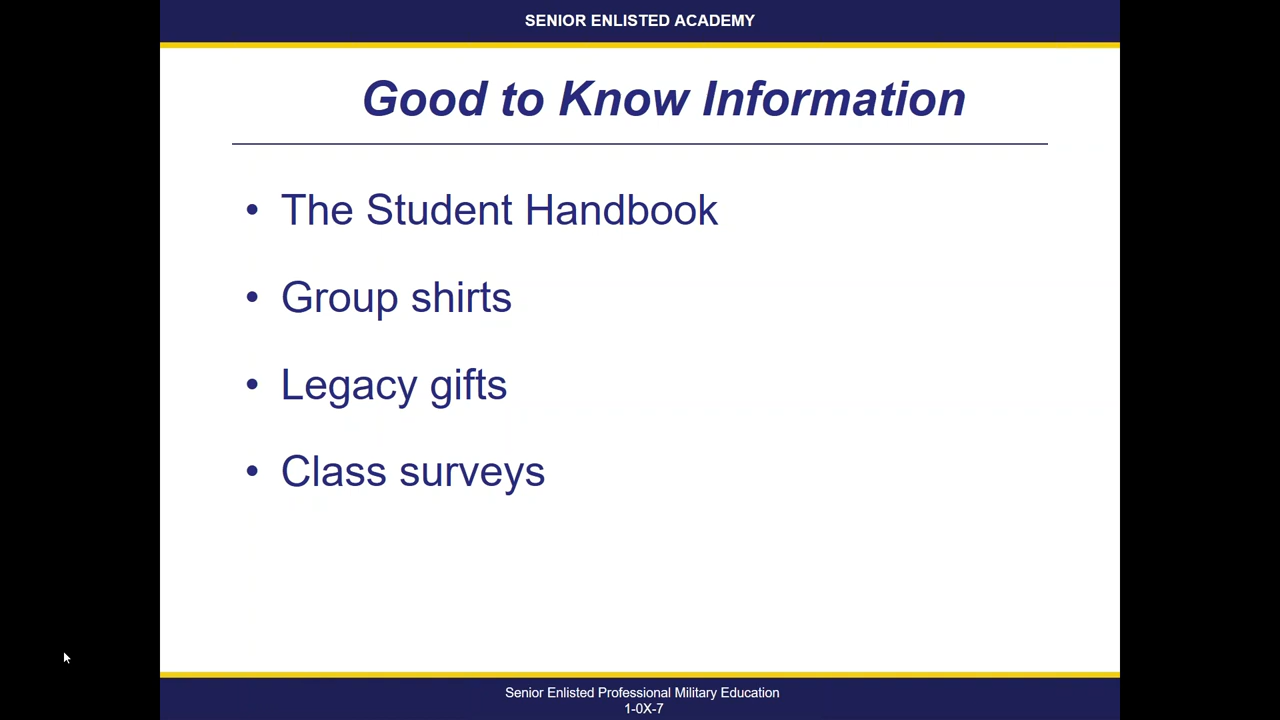 SENIOR ENLISTED ACADEMY
Good to Know Information
• The Student Handbook
• Group shirts
• Legacy gifts
• Class surveys
Senior Enlisted Professional Military Education
1-0X-7